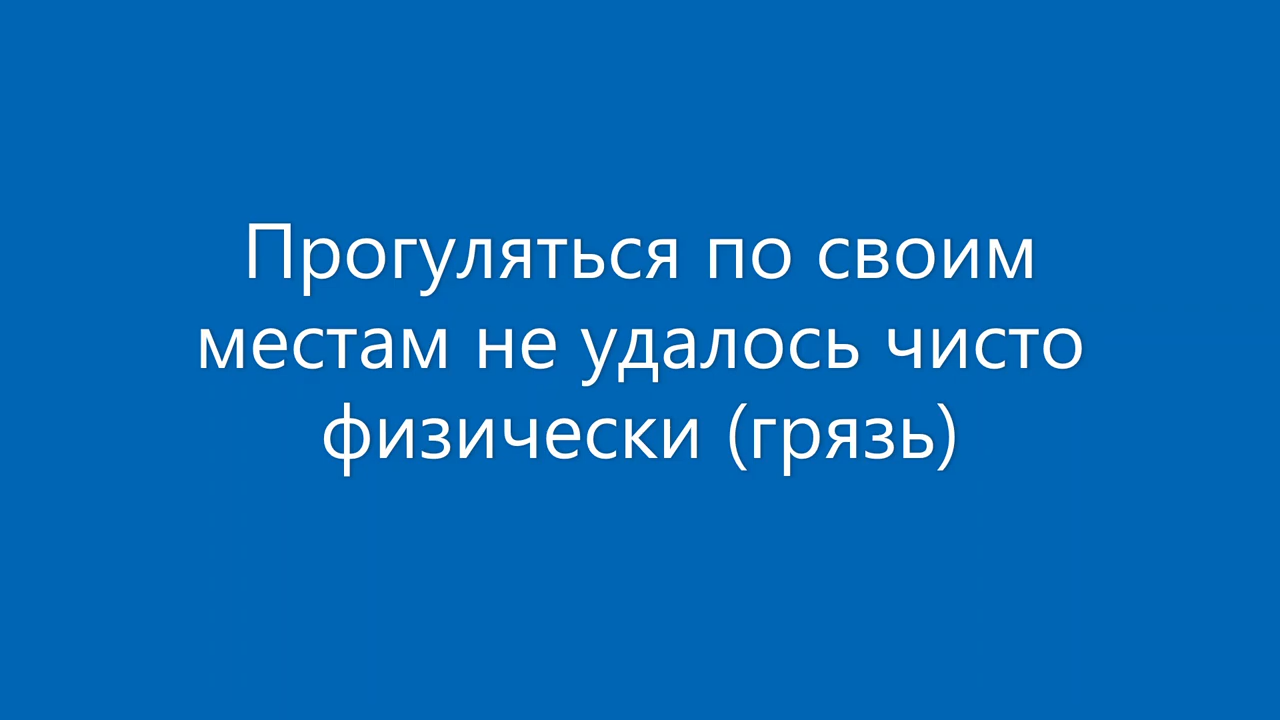 Прогуляться по своим
местам не удалось чисто
физически (грязь)